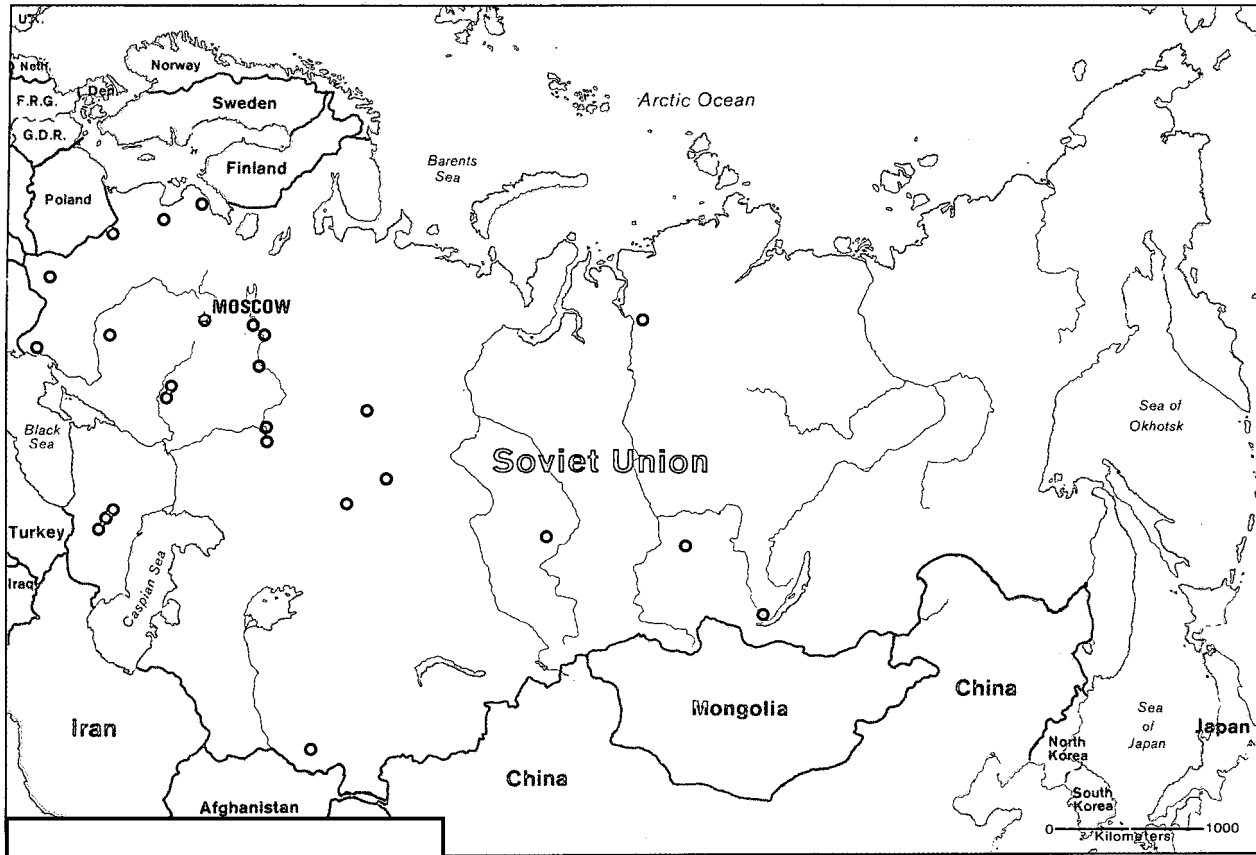 U.K.
Neth.
Den.
Norway
F.R.G.
Sweden
G.D.R.
Finland
Poland
Arctic Ocean
Barents
Sea
MOSCOW
Black
Sea
Soviet Union
Sea of
Okhotsk
Turkey
Iraq
Caspian Sea
Iran
Mongolia
China
Sea
of
Japan
Japan
North
Korea
China
Afghanistan
South
Korea
0 1000
Kilometers